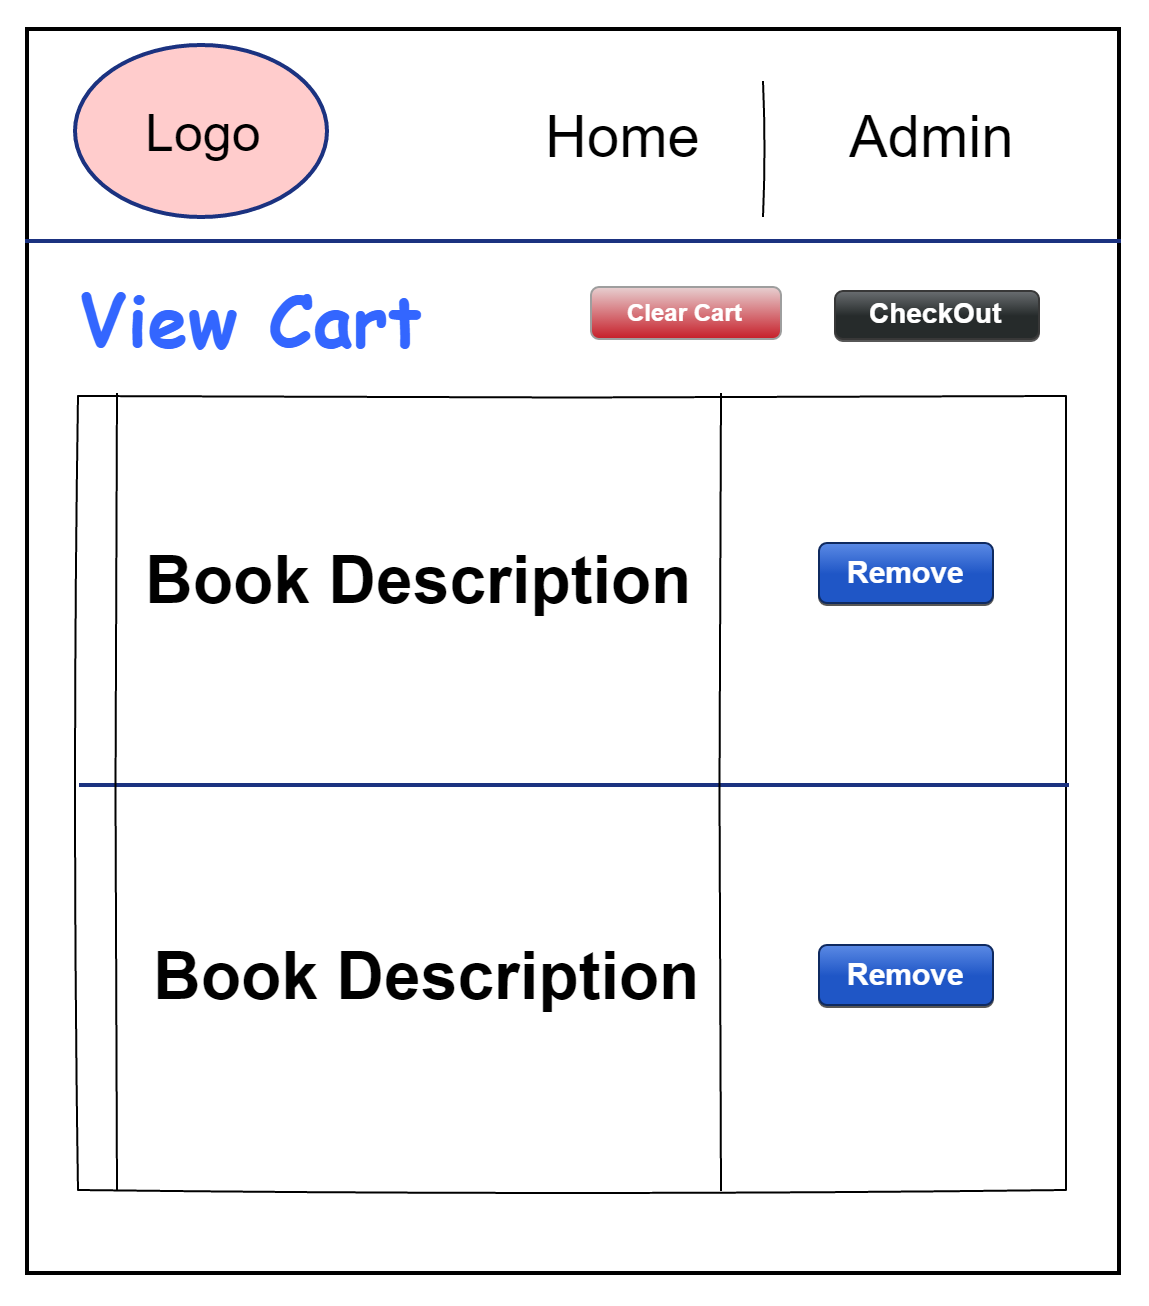 Logo
Home
Admin
View Cart
Clear Cart
CheckOut
Book Description
Remove
Book Description
Remove